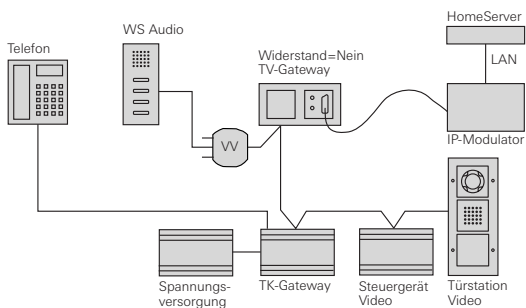 HomeServer
WS Audio
Telefon
Widerstand=Nein
TV-Gateway
LAN
IP-Modulator
VV
Spannungs-
versorgung
TK-Gateway
Steuergerät
Video
Türstation
Video